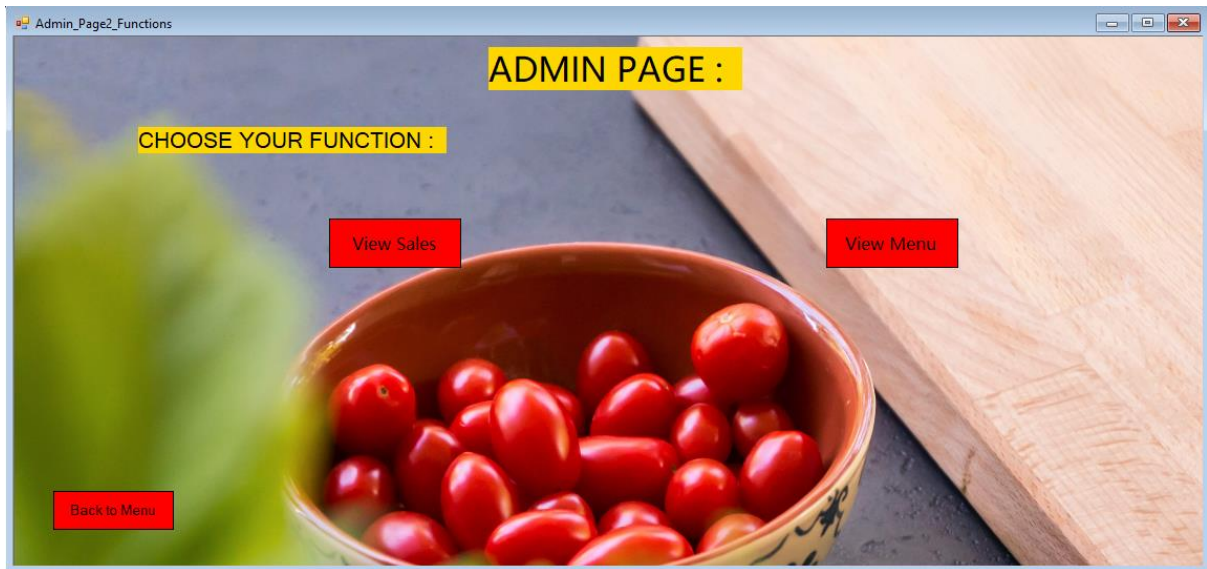 Admin_Page2_Functions
ADMIN PAGE :
CHOOSE YOUR FUNCTION :
View Sales
View Menu
Back to Menu